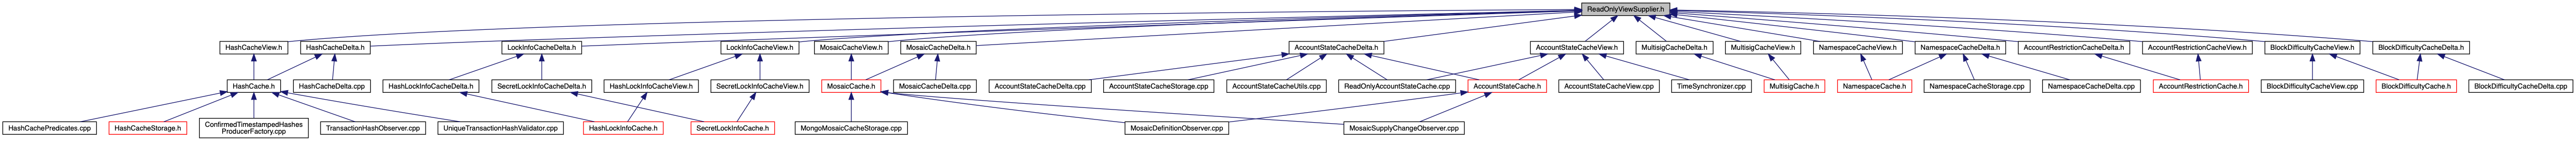 ReadOnlyViewSupplier.h
HashCacheView.h
HashCacheDelta.h
LockInfoCacheDelta.h
LockInfoCacheView.h
MosaicCacheView.h
MosaicCacheDelta.h
AccountStateCacheDelta.h
AccountStateCacheView.h
MultisigCacheDelta.h
MultisigCacheView.h
NamespaceCacheView.h
NamespaceCacheDelta.h
AccountRestrictionCacheDelta.h
AccountRestrictionCacheView.h
BlockDifficultyCacheView.h
BlockDifficultyCacheDelta.h
HashCache.h
HashCacheDelta.cpp
HashLockInfoCacheDelta.h
SecretLockInfoCacheDelta.h
HashLockInfoCacheView.h
SecretLockInfoCacheView.h
MosaicCache.h
MosaicCacheDelta.cpp
AccountStateCacheDelta.cpp
AccountStateCacheStorage.cpp
AccountStateCacheUtils.cpp
ReadOnlyAccountStateCache.cpp
AccountStateCache.h
AccountStateCacheView.cpp
TimeSynchronizer.cpp
MultisigCache.h
NamespaceCache.h
NamespaceCacheStorage.cpp
NamespaceCacheDelta.cpp
AccountRestrictionCache.h
BlockDifficultyCacheView.cpp
BlockDifficultyCache.h
BlockDifficultyCacheDelta.cpp
HashCachePredicates.cpp
HashCacheStorage.h
ConfirmedTimestampedHashes
ProducerFactory.cpp
TransactionHashObserver.cpp
UniqueTransactionHashValidator.cpp
HashLockInfoCache.h
SecretLockInfoCache.h
MongoMosaicCacheStorage.cpp
MosaicDefinitionObserver.cpp
MosaicSupplyChangeObserver.cpp